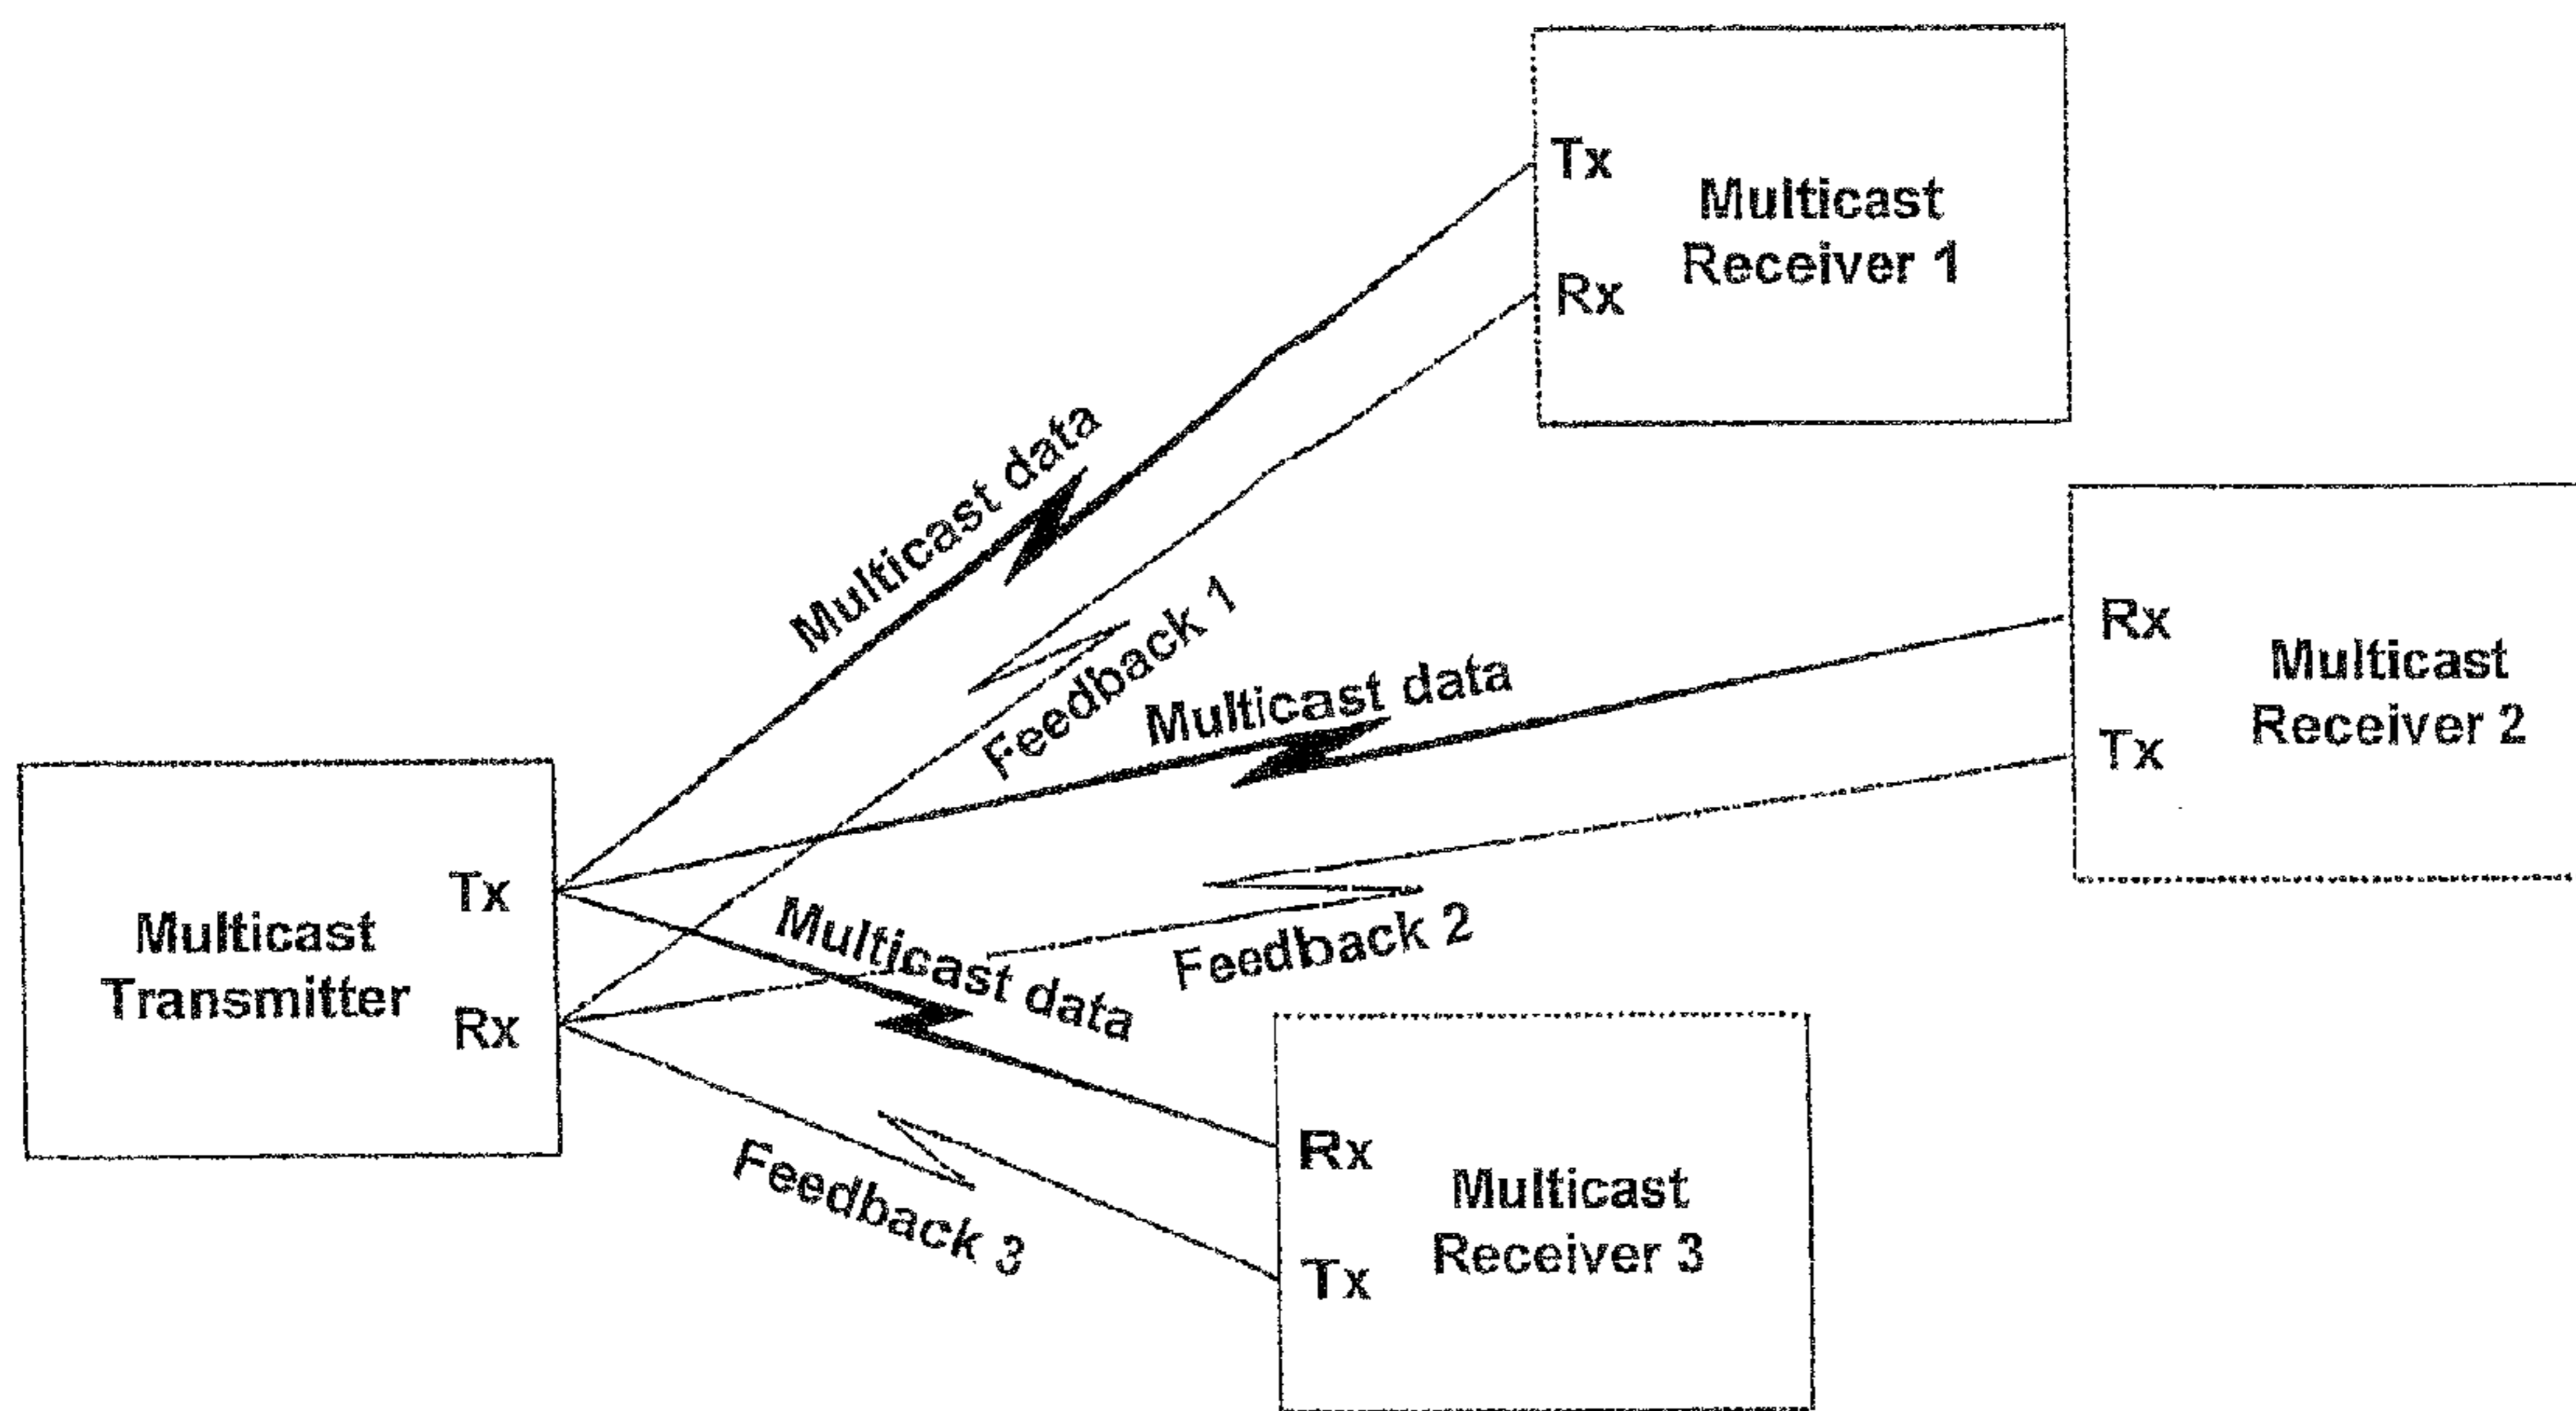 Tx
Multicast
Receiver 1
Rx
Multicast data
Feedback 1
Multicast data
Rx
Multicast
Receiver 2
Tx
Tx
Multicast
Transmitter
Rx
Multicast data
Feedback 2
Feedback 3
Rx
Multicast
Receiver 3
Tx